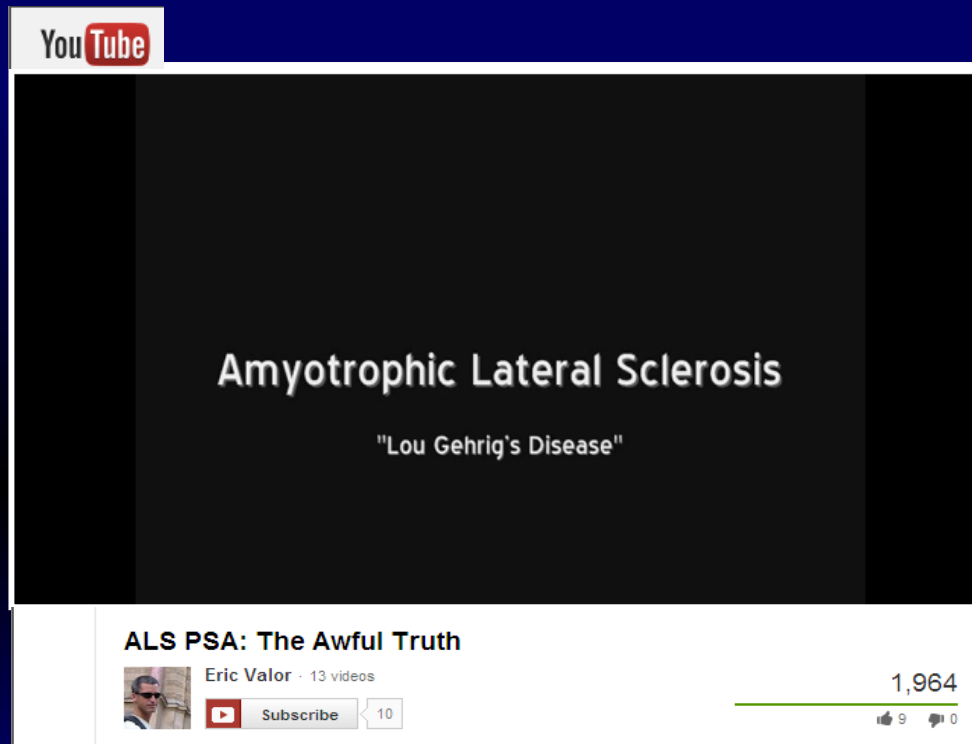 YouTube
Amyotrophic Lateral Sclerosis
"Lou Gehrig's Disease"
ALS PSA: The Awful Truth
Eric Valor · 13 videos
Subscribe 10
1,964
9 0